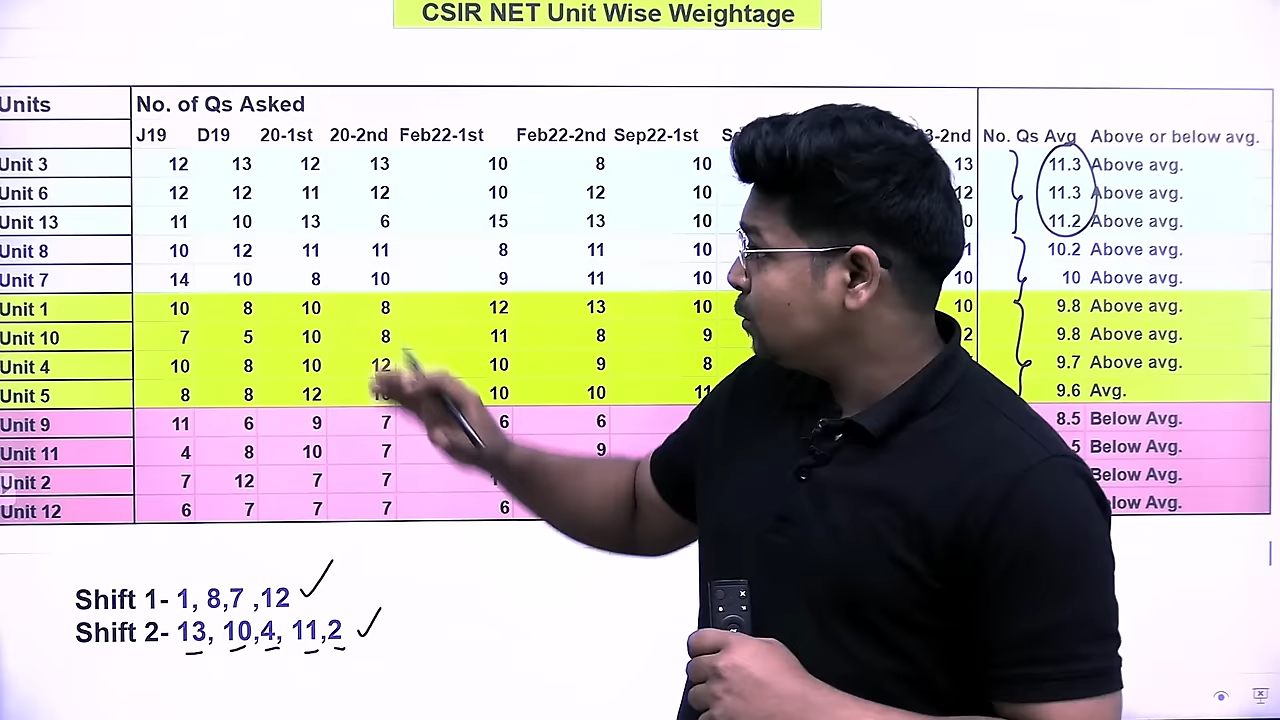 CSIR NET Unit Wise Weightage
Units No. of Qs Asked
J19 D19 20-1st 20-2nd Feb22-1st Feb22-2nd Sep22-1st No. Qs Avg Above or below avg.
Unit 3 12 13 12 13 10 8 10 13 11.3 Above avg.
Unit 6 12 12 11 12 10 12 10 12 11.3 Above avg.
Unit 13 11 10 13 6 15 13 10 11.2 Above avg.
Unit 8 10 12 11 11 8 11 10 10.2 Above avg.
Unit 7 14 10 8 10 9 11 10 10 10 Above avg.
Unit 1 10 8 10 8 12 13 10 10 9.8 Above avg.
Unit 10 7 5 10 8 11 8 9 9.8 Above avg.
Unit 4 10 8 10 12 10 9 8 9.7 Above avg.
Unit 5 8 8 12 10 10 11 9.6 Avg.
Unit 9 11 6 9 7 6 6 8.5 Below Avg.
Unit 11 4 8 10 7 9 Below Avg.
Unit 2 7 12 7 7 Below Avg.
Unit 12 6 7 7 7 6 Avg.
Shift 1- 1, 8,7 ,12
Shift 2- 13, 10,4, 11,2